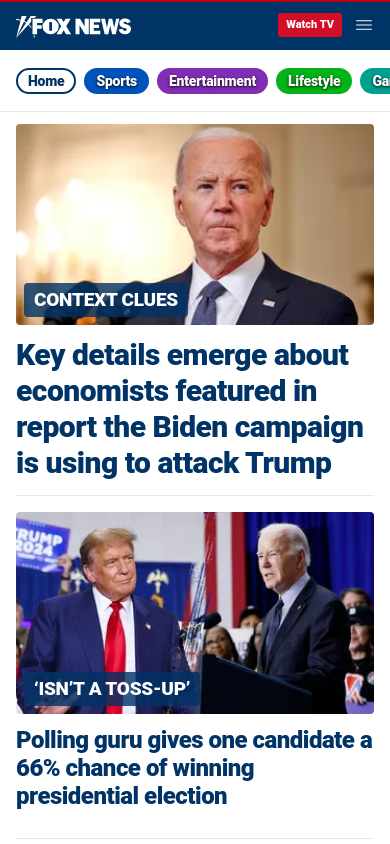 FOX NEWS
Watch TV
Home
Sports
Entertainment
Lifestyle
Ga
CONTEXT CLUES
Key details emerge about
economists featured in
report the Biden campaign
is using to attack Trump
TRUMP
2024
‘ISN’T A TOSS-UP’
Polling guru gives one candidate a
66% chance of winning
presidential election